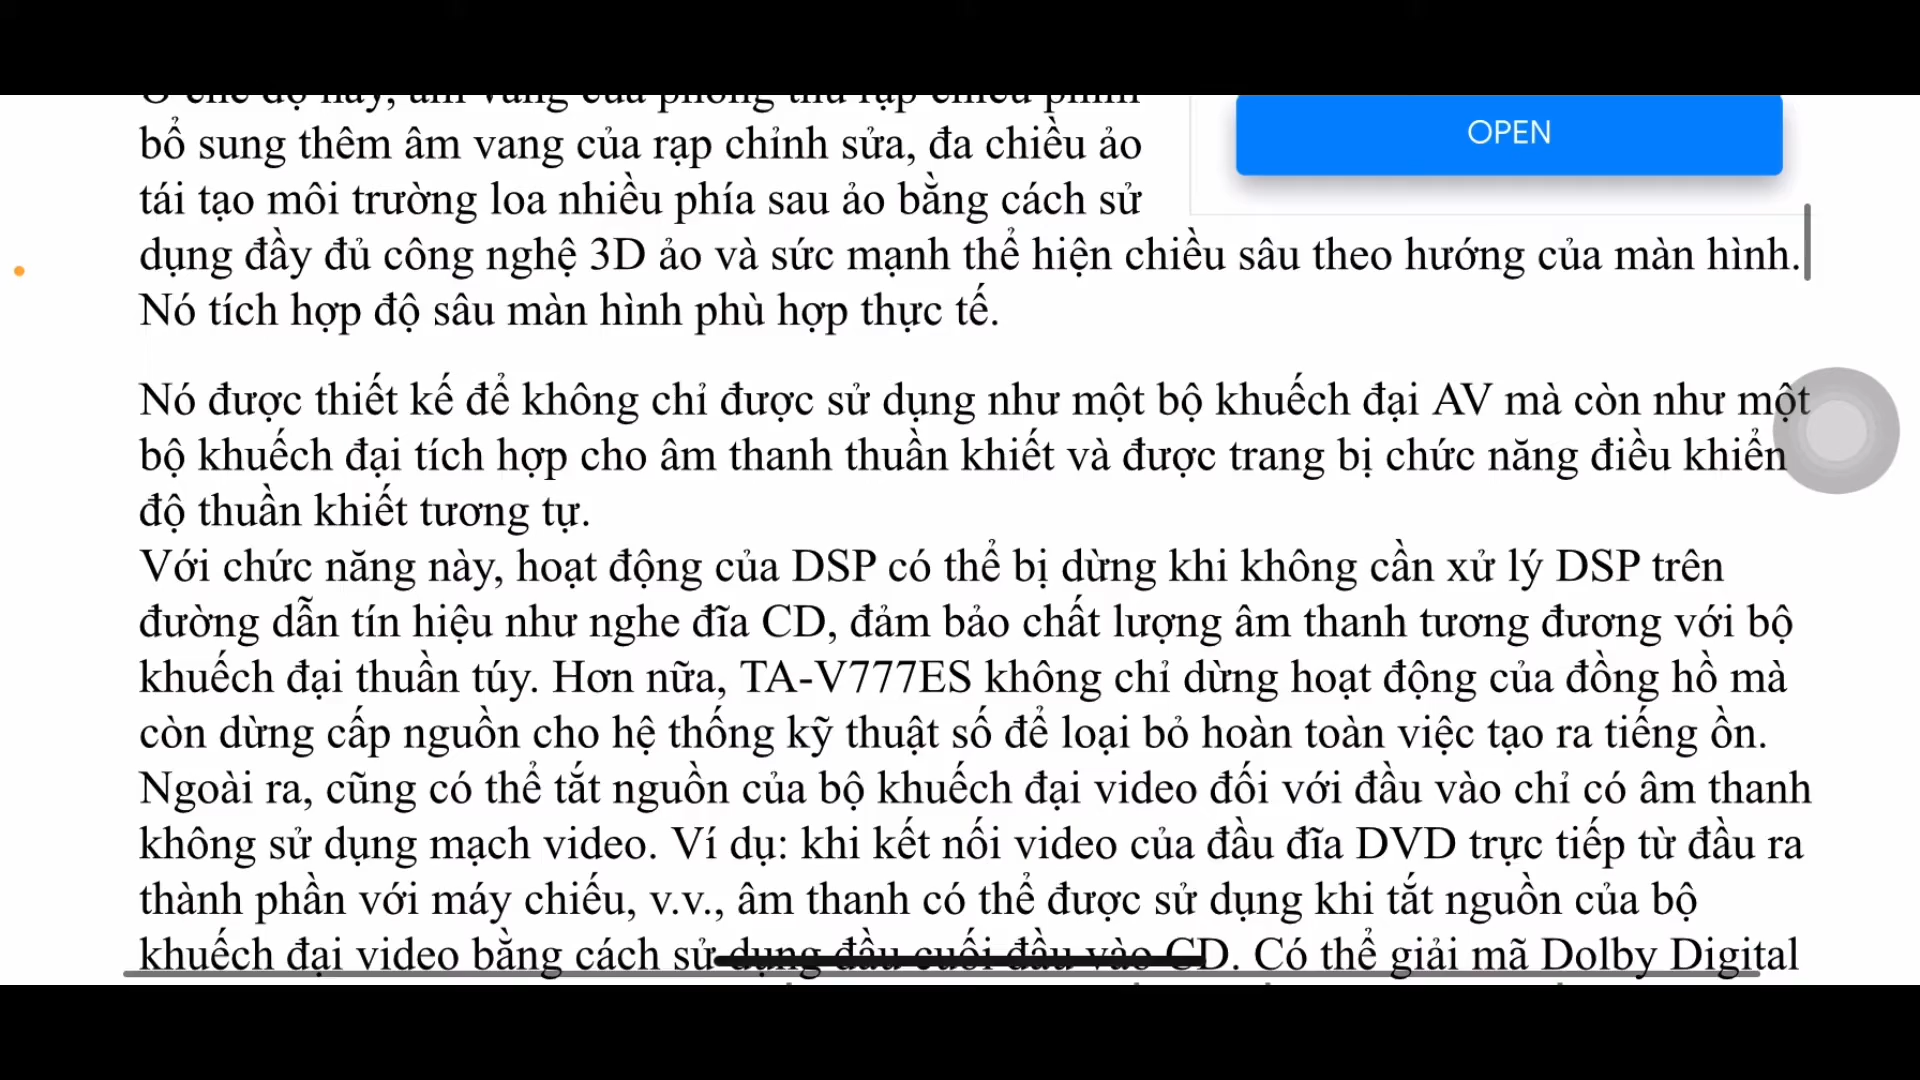 Ở chế độ này, âm vang của phòng thu rạp chiếu phim
bổ sung thêm âm vang của rạp chỉnh sửa, đa chiều ảo
OPEN
tái tạo môi trường loa nhiều phía sau ảo bằng cách sử
dụng đầy đủ công nghệ 3D ảo và sức mạnh thể hiện chiều sâu theo hướng của màn hình.
Nó tích hợp độ sâu màn hình phù hợp thực tế.
Nó được thiết kế để không chỉ được sử dụng như một bộ khuếch đại AV mà còn như một
bộ khuếch đại tích hợp cho âm thanh thuần khiết và được trang bị chức năng điều khiển
độ thuần khiết tương tự.
Với chức năng này, hoạt động của DSP có thể bị dừng khi không cần xử lý DSP trên
đường dẫn tín hiệu như nghe đĩa CD, đảm bảo chất lượng âm thanh tương đương với bộ
khuếch đại thuần túy. Hơn nữa, TA-V777ES không chỉ dừng hoạt động của đồng hồ mà
còn dừng cấp nguồn cho hệ thống kỹ thuật số để loại bỏ hoàn toàn việc tạo ra tiếng ồn.
Ngoài ra, cũng có thể tắt nguồn của bộ khuếch đại video đối với đầu vào chỉ có âm thanh
không sử dụng mạch video. Ví dụ: khi kết nối video của đầu đĩa DVD trực tiếp từ đầu ra
thành phần với máy chiếu, v.v., âm thanh có thể được sử dụng khi tắt nguồn của bộ
khuếch đại video bằng cách sử dụng đầu cuối đầu vào CD. Có thể giải mã Dolby Digital